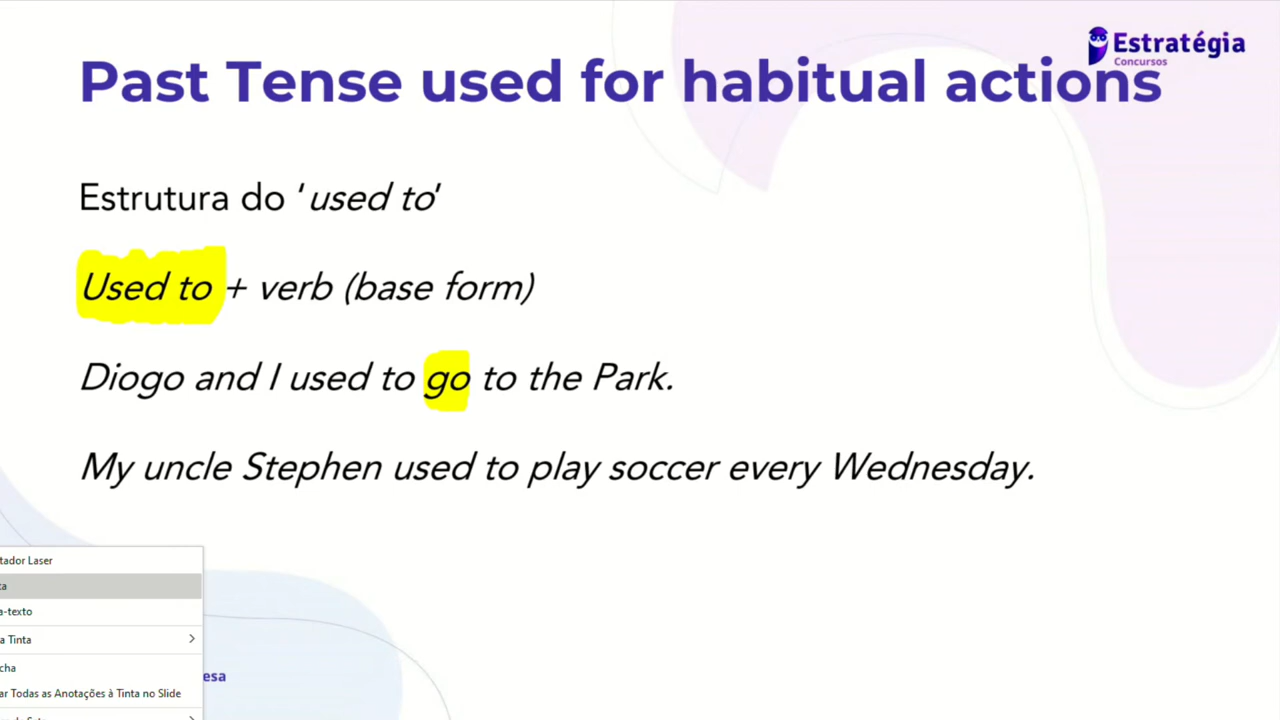 Estratégia
Concursos
Past Tense used for habitual actions
Estrutura do 'used to'
Used to + verb (base form)
Diogo and I used to go to the Park.
My uncle Stephen used to play soccer every Wednesday.
tador Laser
ta
a-texto
a Tinta
cha
ar Todas as Anotações à Tinta no Slide
esa